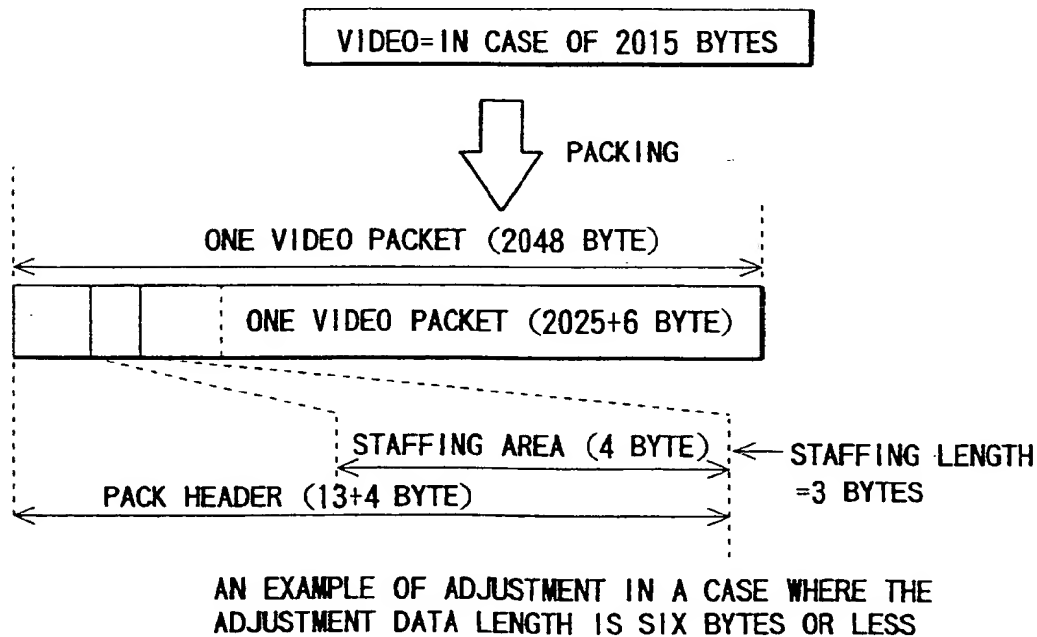 VIDEO=IN CASE OF 2015 BYTES
PACKING
ONE VIDEO PACKET (2048 BYTE)
ONE VIDEO PACKET (2025+6 BYTE)
STAFFING AREA (4 BYTE)
STAFFING LENGTH
=3 BYTES
PACK HEADER (13+4 BYTE)
AN EXAMPLE OF ADJUSTMENT IN A CASE WHERE THE
ADJUSTMENT DATA LENGTH IS SIX BYTES OR LESS